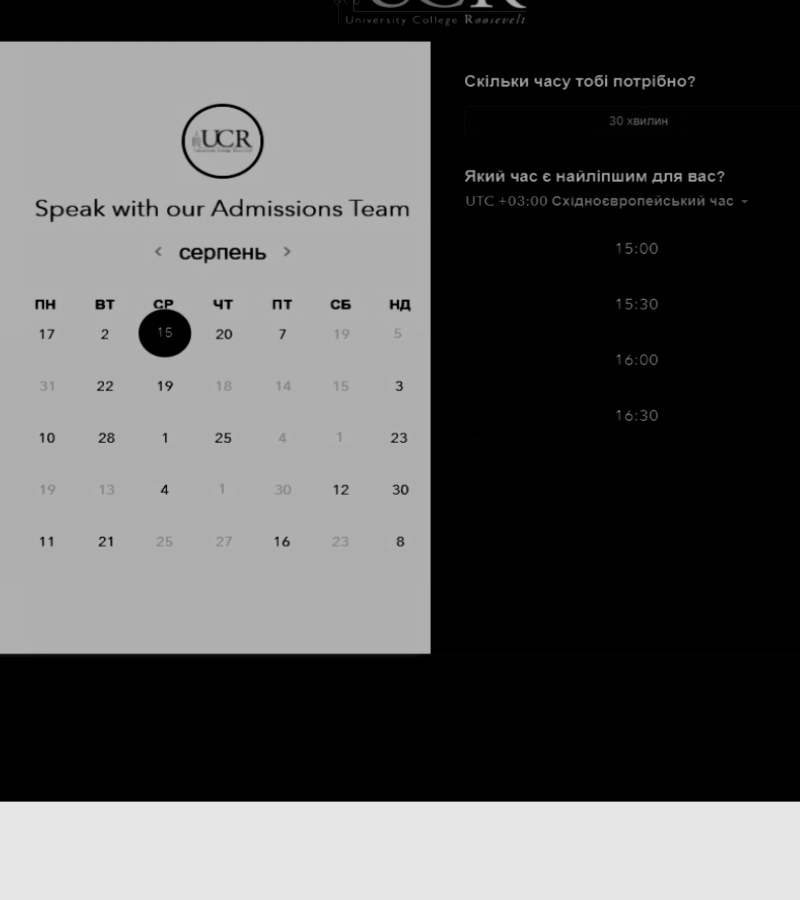 UCR
University College Roosevelt
UCR
Speak with our Admissions Team
< серпень >
ПН ВТ СР ЧТ ПТ СБ НД
17 2 15 20 7 19 5
31 22 19 18 14 15 3
10 28 1 25 4 1 23
19 13 4 1 30 12 30
11 21 25 27 16 23 8
Скільки часу тобі потрібно?
30 хвилин
Який час є найліпшим для вас?
UTC +03:00 Східноєвропейський час
15:00
15:30
16:00
16:30